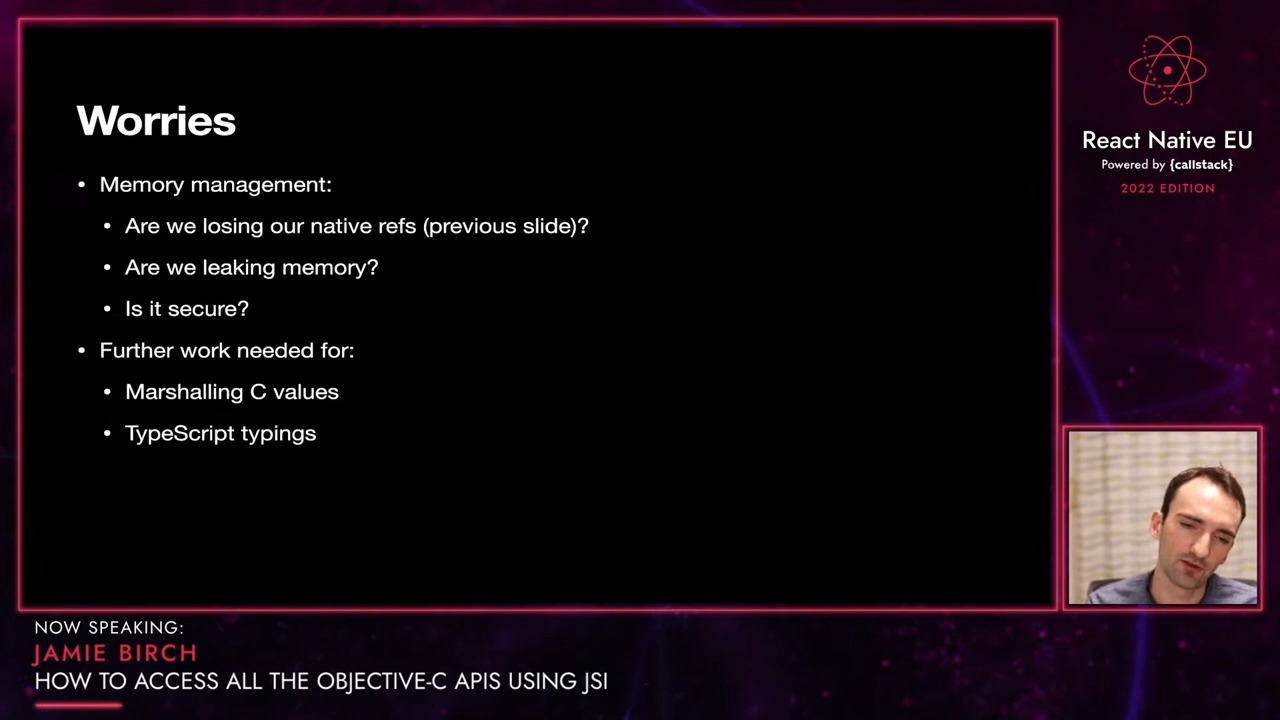 Worries
• Memory management:
• Are we losing our native refs (previous slide)?
• Are we leaking memory?
• Is it secure?
• Further work needed for:
• Marshalling C values
• TypeScript typings
React Native EU
Powered by {callstack}
2022 EDITION
NOW SPEAKING:
JAMIE BIRCH
HOW TO ACCESS ALL THE OBJECTIVE-C APIS USING JSI